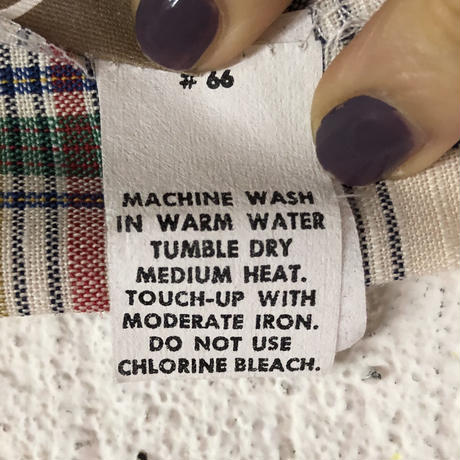 # 66
MACHINE WASH
IN WARM WATER
TUMBLE DRY
MEDIUM HEAT.
TOUCH-UP WITH
MODERATE IRON.
DO NOT USE
CHLORINE BLEACH.